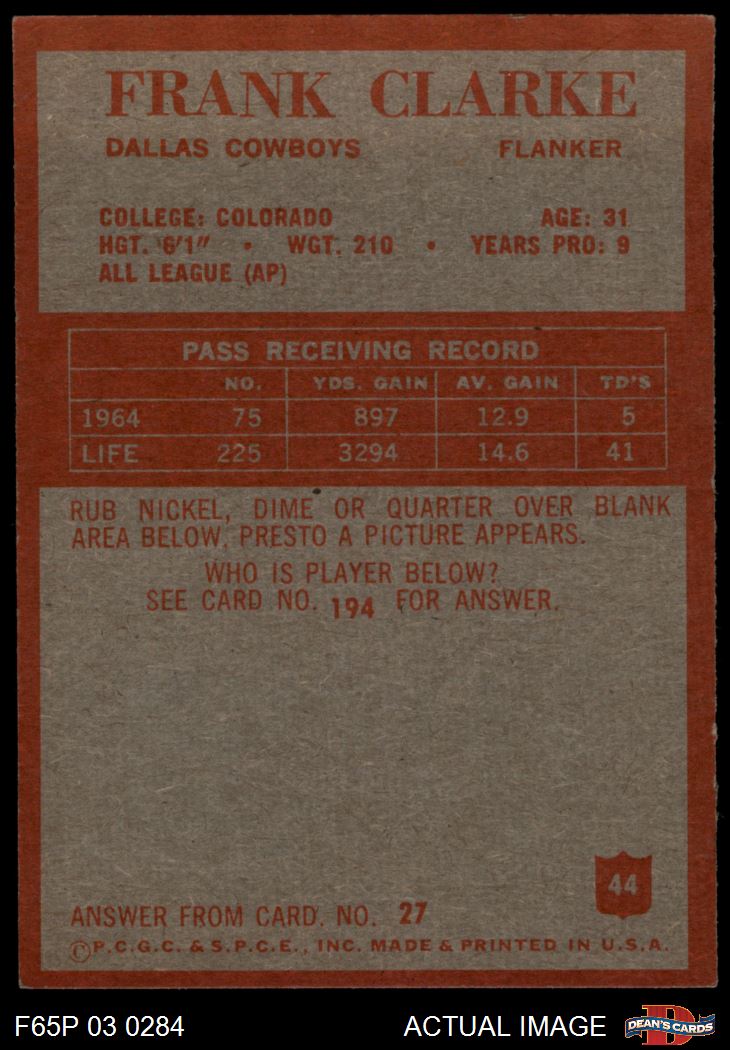 FRANK CLARKE
DALLAS COWBOYS FLANKER
COLLEGE: COLORADO AGE: 31
HGT. 6'1" • WGT. 210 • YEARS PRO: 9
ALL LEAGUE (AP)
PASS RECEIVING RECORD
NO. YDS. GAIN AV. GAIN TD'S
1964 75 897 12.9 5
LIFE 225 3294 14.6 41
RUB NICKEL, DIME OR QUARTER OVER BLANK
AREA BELOW. PRESTO A PICTURE APPEARS.
WHO IS PLAYER BELOW?
SEE CARD NO. 194 FOR ANSWER.
44
ANSWER FROM CARD. NO. 27
©P.C.G.C. & S.P.C.E., INC. MADE & PRINTED IN U.S.A.
F65P 03 0284 ACTUAL IMAGE D DEAN'S CARDS